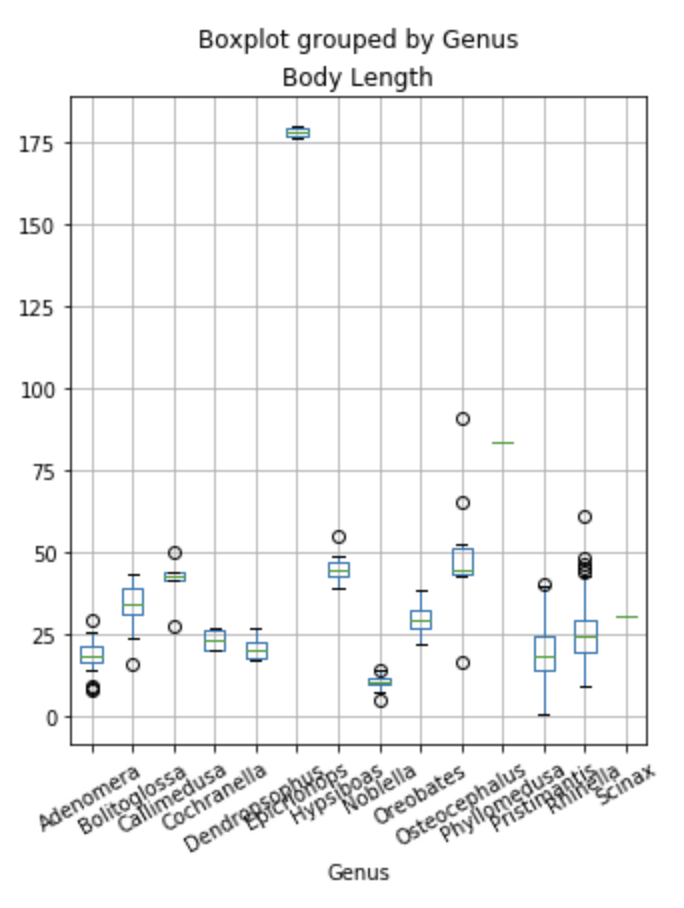 Boxplot grouped by Genus
Body Length
175
150
125
100
75
50
25
0
Adenomera
Bolitoglossa
Callimedusa
Cochranella
Dendropsophus
Epicrionops
Hypsiboas
Noblella
Oreobates
Osteocephalus
Phyllomedusa
Pristimantis
Rhinella
Scinax
Genus